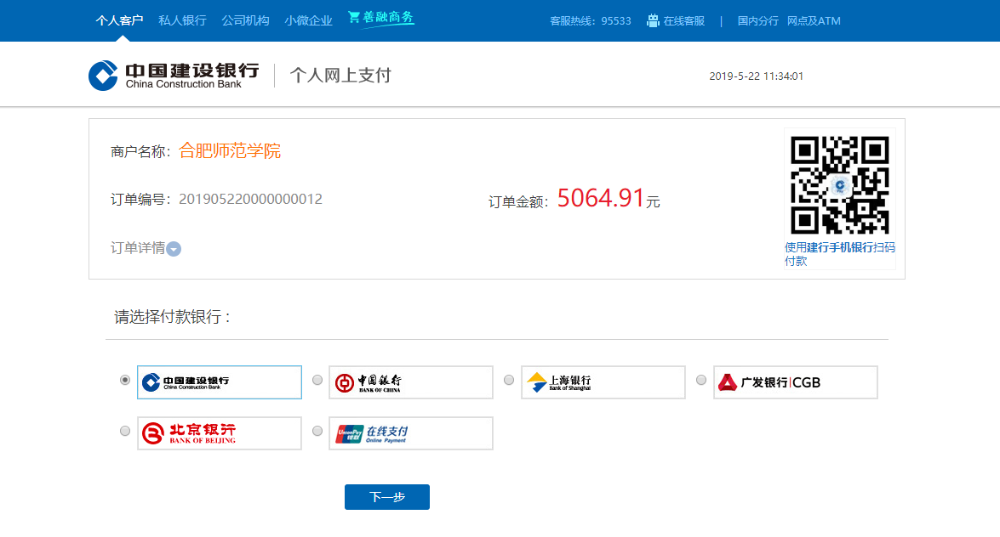 个人客户 私人银行 公司机构 小微企业 善融商务 客服热线：95533 在线客服 | 国内分行 网点及ATM
中国建设银行
China Construction Bank
个人网上支付
2019-5-22 11:34:01
商户名称：合肥师范学院
订单编号：201905220000000012
订单金额：5064.91元
订单详情
使用建行手机银行扫码
付款
请选择付款银行：
中国建设银行
China Construction Bank
中国银行
BANK OF CHINA
上海银行
Bank of Shanghai
广发银行|CGB
北京银行
BANK OF BEIJING
UnionPay
银联
在线支付
Online Payment
下一步